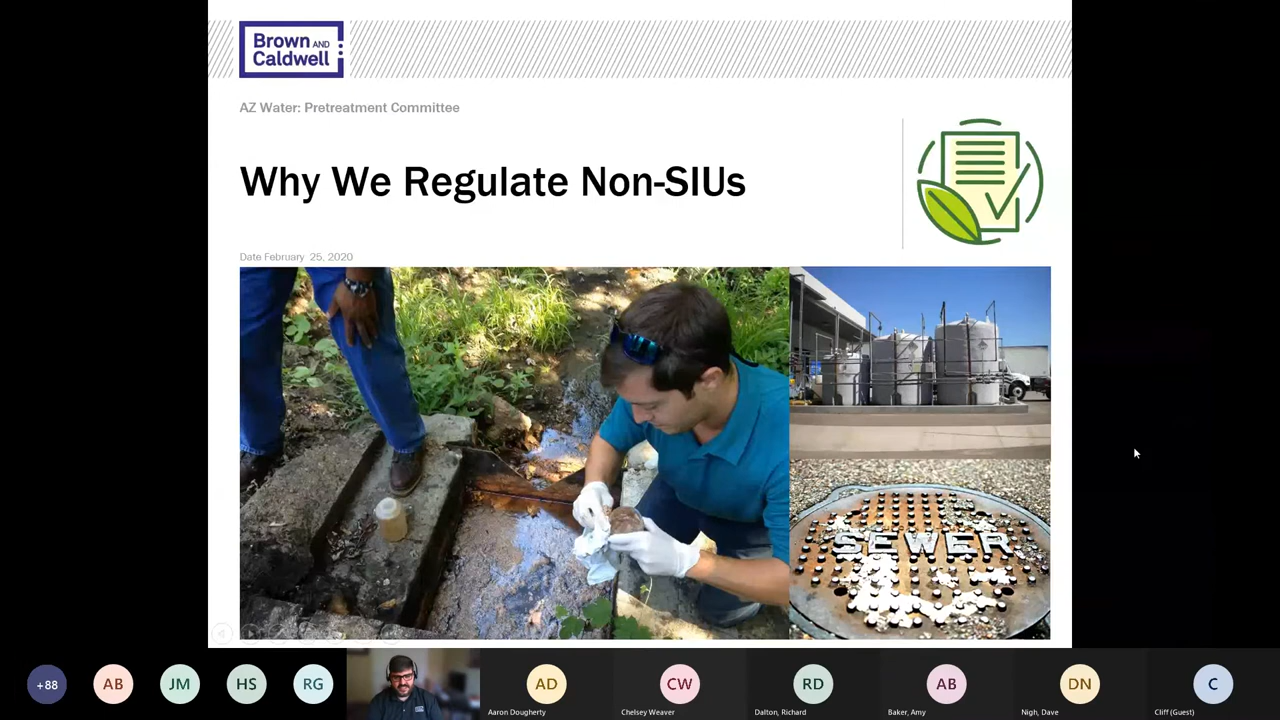 Brown AND
Caldwell
AZ Water: Pretreatment Committee
Why We Regulate Non-SIUs
Date February 25, 2020
SEWER
+88
AB
JM
HS
RG
AD
CW
RD
AB
DN
C
Aaron Dougherty
Chelsey Weaver
Dalton, Richard
Baker, Amy
Nigh, Dave
Cliff (Guest)